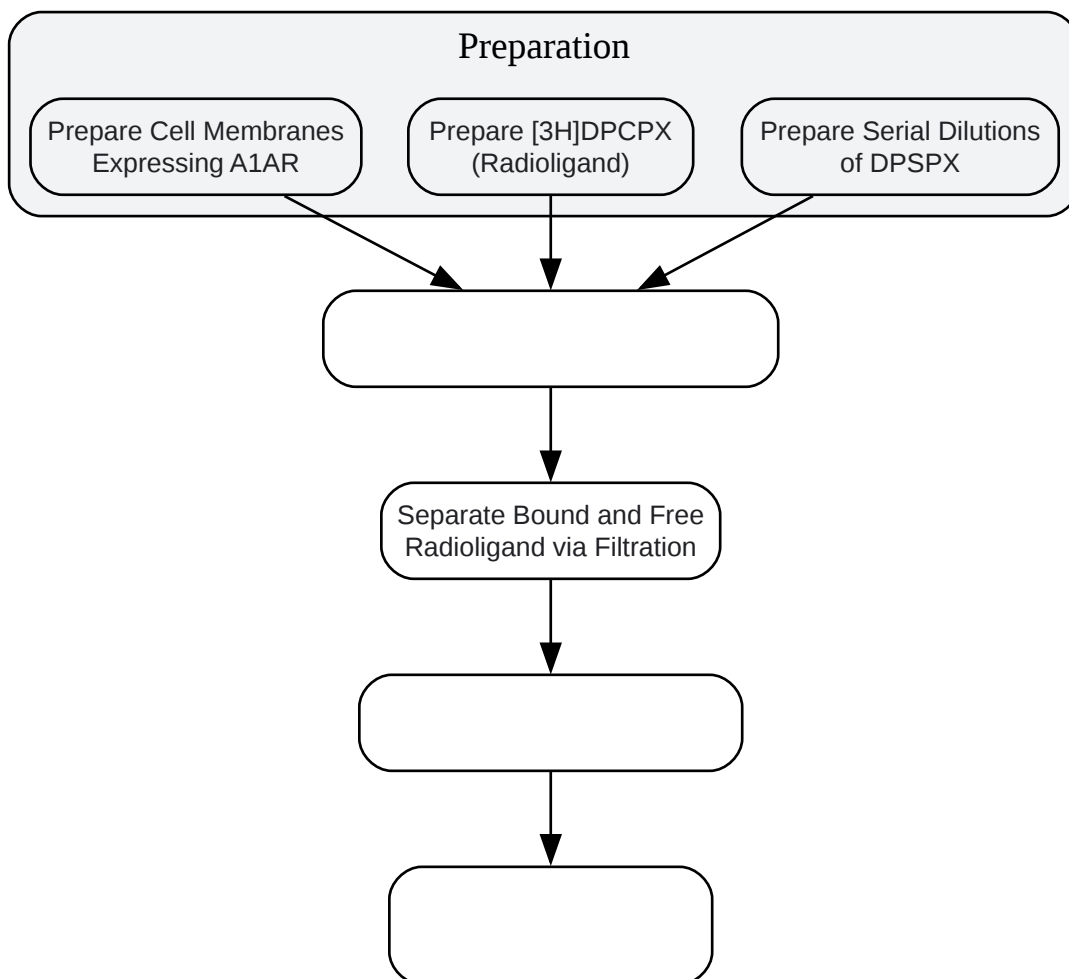 Preparation
Prepare Cell Membranes
Expressing A1AR
Prepare [3H]DPCPX
(Radioligand)
Prepare Serial Dilutions
of DPSPX
Separate Bound and Free
Radioligand via Filtration